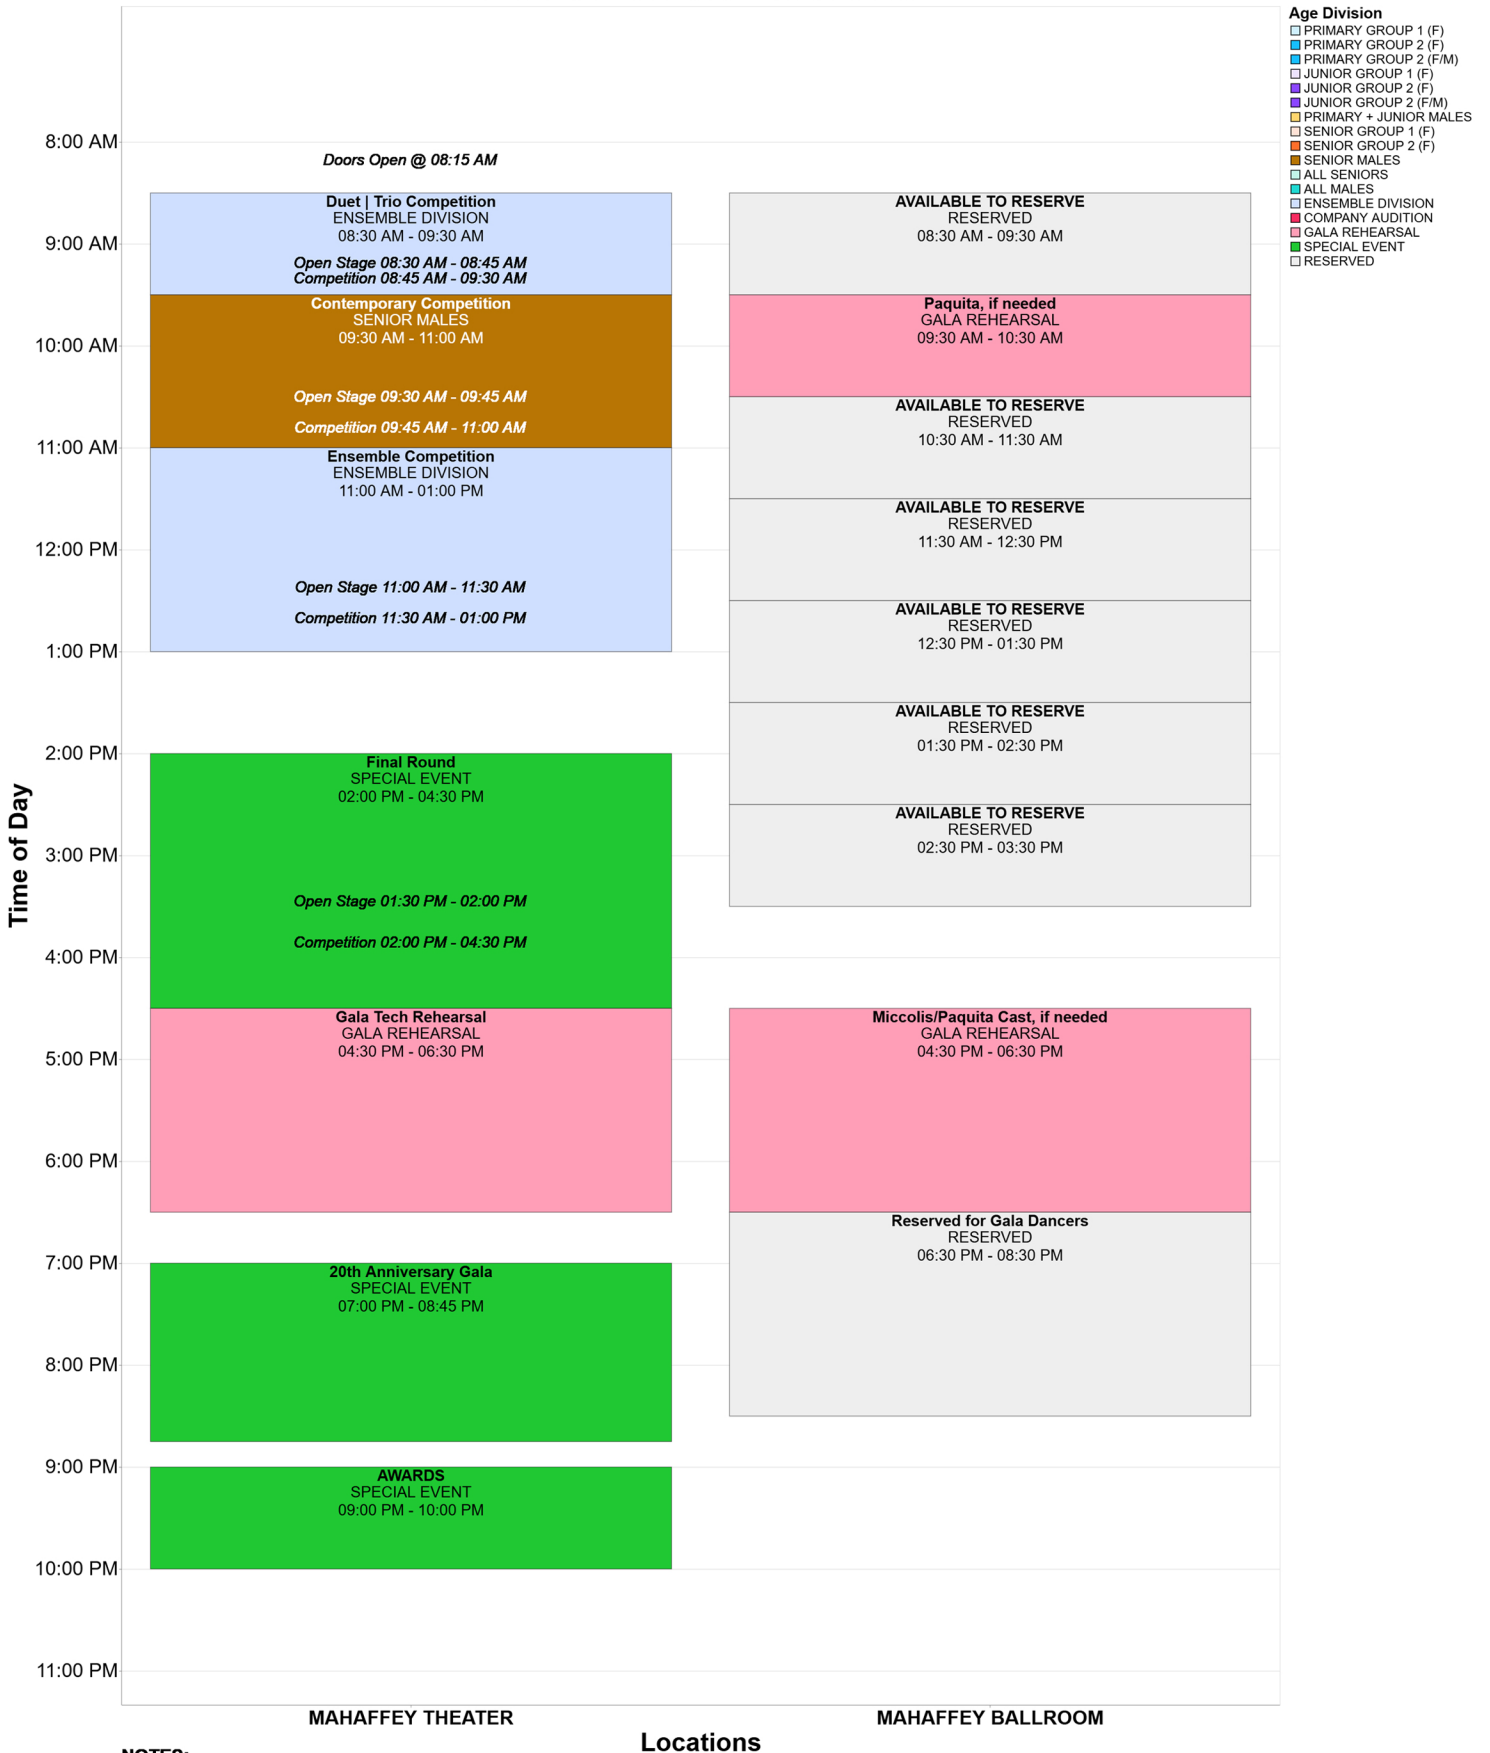 Age Division
PRIMARY GROUP 1 (F)
PRIMARY GROUP 2 (F)
PRIMARY GROUP 2 (F/M)
JUNIOR GROUP 1 (F)
JUNIOR GROUP 2 (F)
JUNIOR GROUP 2 (F/M)
PRIMARY + JUNIOR MALES
SENIOR GROUP 1 (F)
SENIOR GROUP 2 (F)
SENIOR MALES
ALL SENIORS
ALL MALES
ENSEMBLE DIVISION
COMPANY AUDITION
GALA REHEARSAL
SPECIAL EVENT
RESERVED
Time of Day
8:00 AM
9:00 AM
10:00 AM
11:00 AM
12:00 PM
1:00 PM
2:00 PM
3:00 PM
4:00 PM
5:00 PM
6:00 PM
7:00 PM
8:00 PM
9:00 PM
10:00 PM
11:00 PM
Doors Open @ 08:15 AM
Duet | Trio Competition
ENSEMBLE DIVISION
08:30 AM - 09:30 AM
Open Stage 08:30 AM - 08:45 AM
Competition 08:45 AM - 09:30 AM
Contemporary Competition
SENIOR MALES
09:30 AM - 11:00 AM
Open Stage 09:30 AM - 09:45 AM
Competition 09:45 AM - 11:00 AM
Ensemble Competition
ENSEMBLE DIVISION
11:00 AM - 01:00 PM
Open Stage 11:00 AM - 11:30 AM
Competition 11:30 AM - 01:00 PM
Final Round
SPECIAL EVENT
02:00 PM - 04:30 PM
Open Stage 01:30 PM - 02:00 PM
Competition 02:00 PM - 04:30 PM
Gala Tech Rehearsal
GALA REHEARSAL
04:30 PM - 06:30 PM
20th Anniversary Gala
SPECIAL EVENT
07:00 PM - 08:45 PM
AWARDS
SPECIAL EVENT
09:00 PM - 10:00 PM
AVAILABLE TO RESERVE
RESERVED
08:30 AM - 09:30 AM
Paquita, if needed
GALA REHEARSAL
09:30 AM - 10:30 AM
AVAILABLE TO RESERVE
RESERVED
10:30 AM - 11:30 AM
AVAILABLE TO RESERVE
RESERVED
11:30 AM - 12:30 PM
AVAILABLE TO RESERVE
RESERVED
12:30 PM - 01:30 PM
AVAILABLE TO RESERVE
RESERVED
01:30 PM - 02:30 PM
AVAILABLE TO RESERVE
RESERVED
02:30 PM - 03:30 PM
Miccolis/Paquita Cast, if needed
GALA REHEARSAL
04:30 PM - 06:30 PM
Reserved for Gala Dancers
RESERVED
06:30 PM - 08:30 PM
MAHAFFEY THEATER
MAHAFFEY BALLROOM
Locations
NOTES: